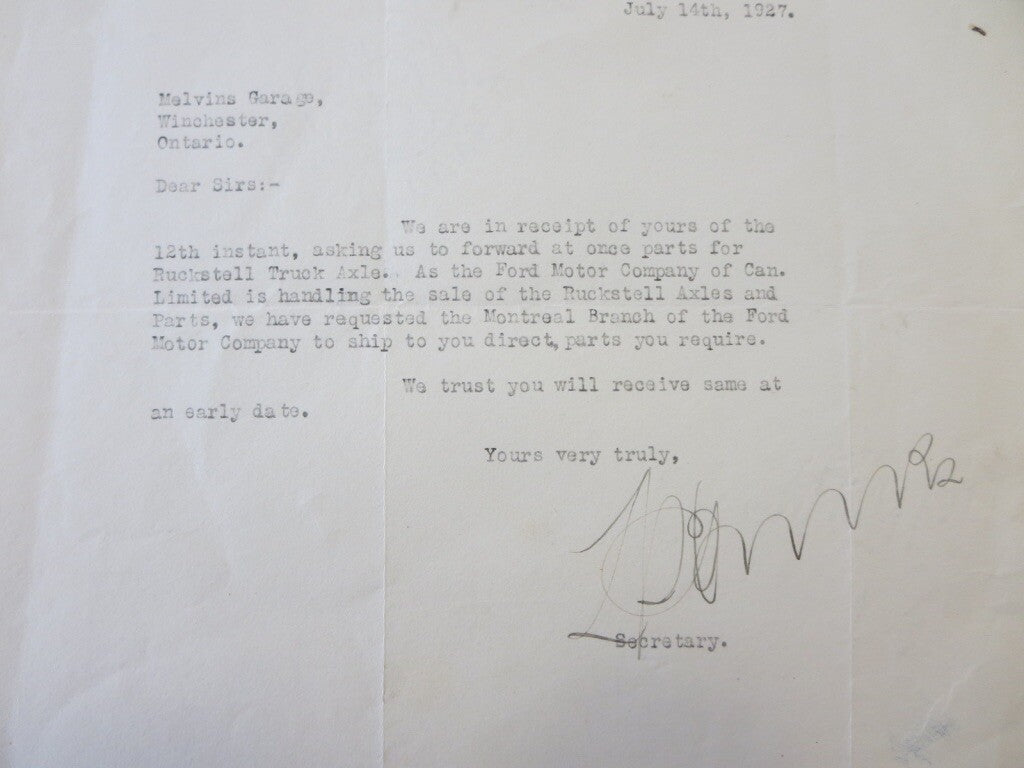 July 14th, 1927.
Melvins Garage,
Winchester,
Ontario.
Dear Sirs:-
We are in receipt of yours of the
12th instant, asking us to forward at once parts for
Ruckstell Truck Axle. As the Ford Motor Company of Can.
Limited is handling the sale of the Ruckstell Axles and
Parts, we have requested the Montreal Branch of the Ford
Motor Company to ship to you direct, parts you require.
We trust you will receive same at
an early date.
Yours very truly,
Secretary.